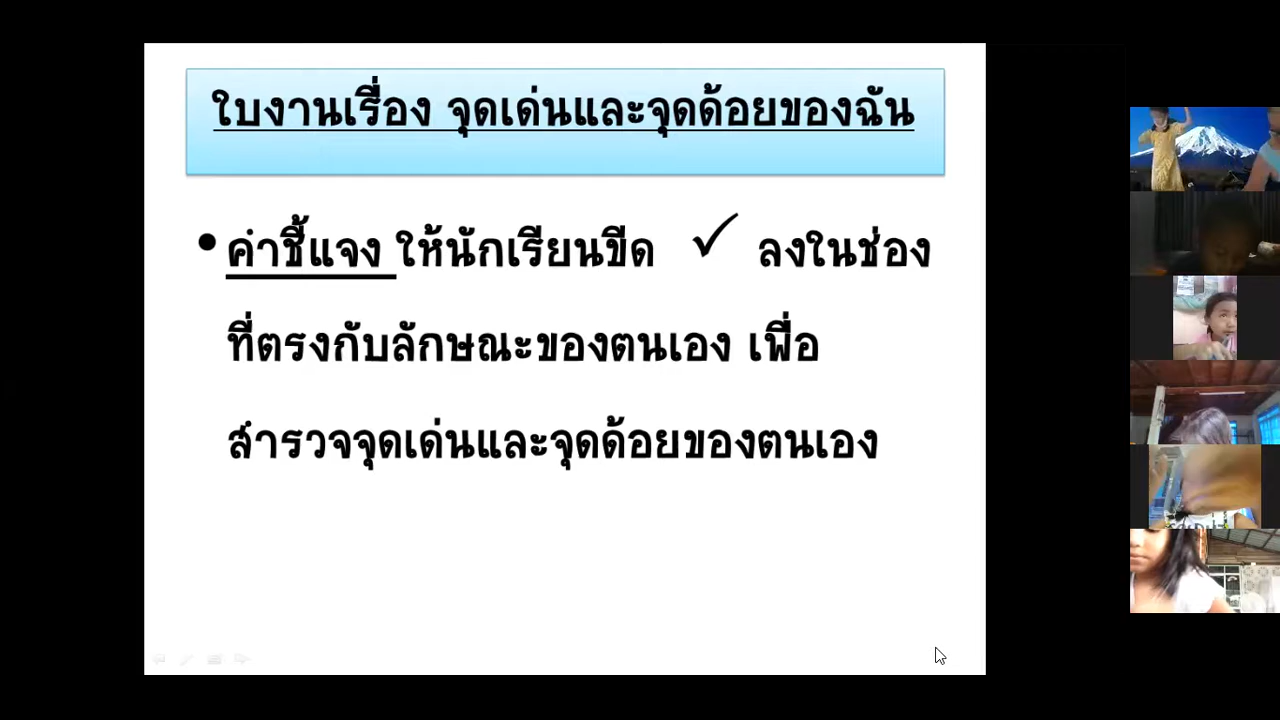 ใบงานเรื่อง จุดเด่นและจุดด้อยของฉัน
• คำชี้แจง ให้นักเรียนขีด ✓ ลงในช่อง
ที่ตรงกับลักษณะของตนเอง เพื่อ
สำรวจจุดเด่นและจุดด้อยของตนเอง